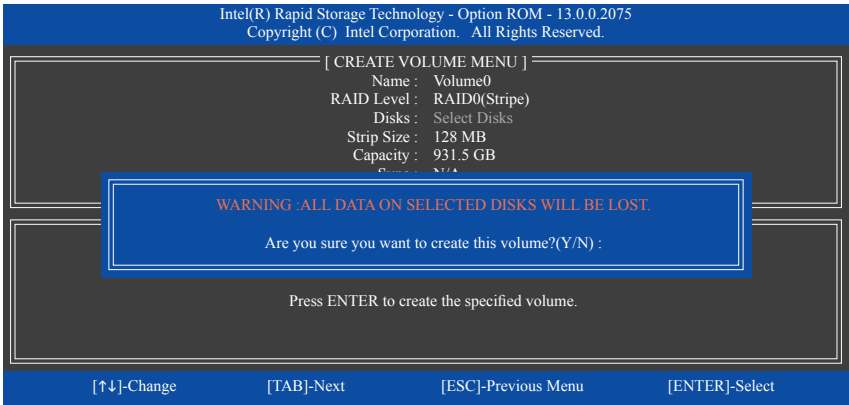 Intel(R) Rapid Storage Technology - Option ROM - 13.0.0.2075
Copyright (C) Intel Corporation. All Rights Reserved.
[ CREATE VOLUME MENU ]
Name : Volume0
RAID Level : RAID0(Stripe)
Disks : Select Disks
Strip Size : 128 MB
Capacity : 931.5 GB
Sync : N/A
WARNING :ALL DATA ON SELECTED DISKS WILL BE LOST.
Are you sure you want to create this volume?(Y/N) :
Press ENTER to create the specified volume.
[↑↓]-Change [TAB]-Next [ESC]-Previous Menu [ENTER]-Select